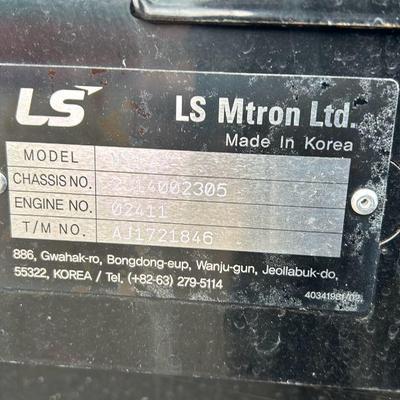 LS LS Mtron Ltd.
Made In Korea
MODEL
CHASSIS NO.
ENGINE NO. 02411
T/M NO. AJ1721846
886, Gwahak-ro, Bongdong-eup, Wanju-gun, Jeollabuk-do,
55322, KOREA / Tel. (+82-63) 279-5114